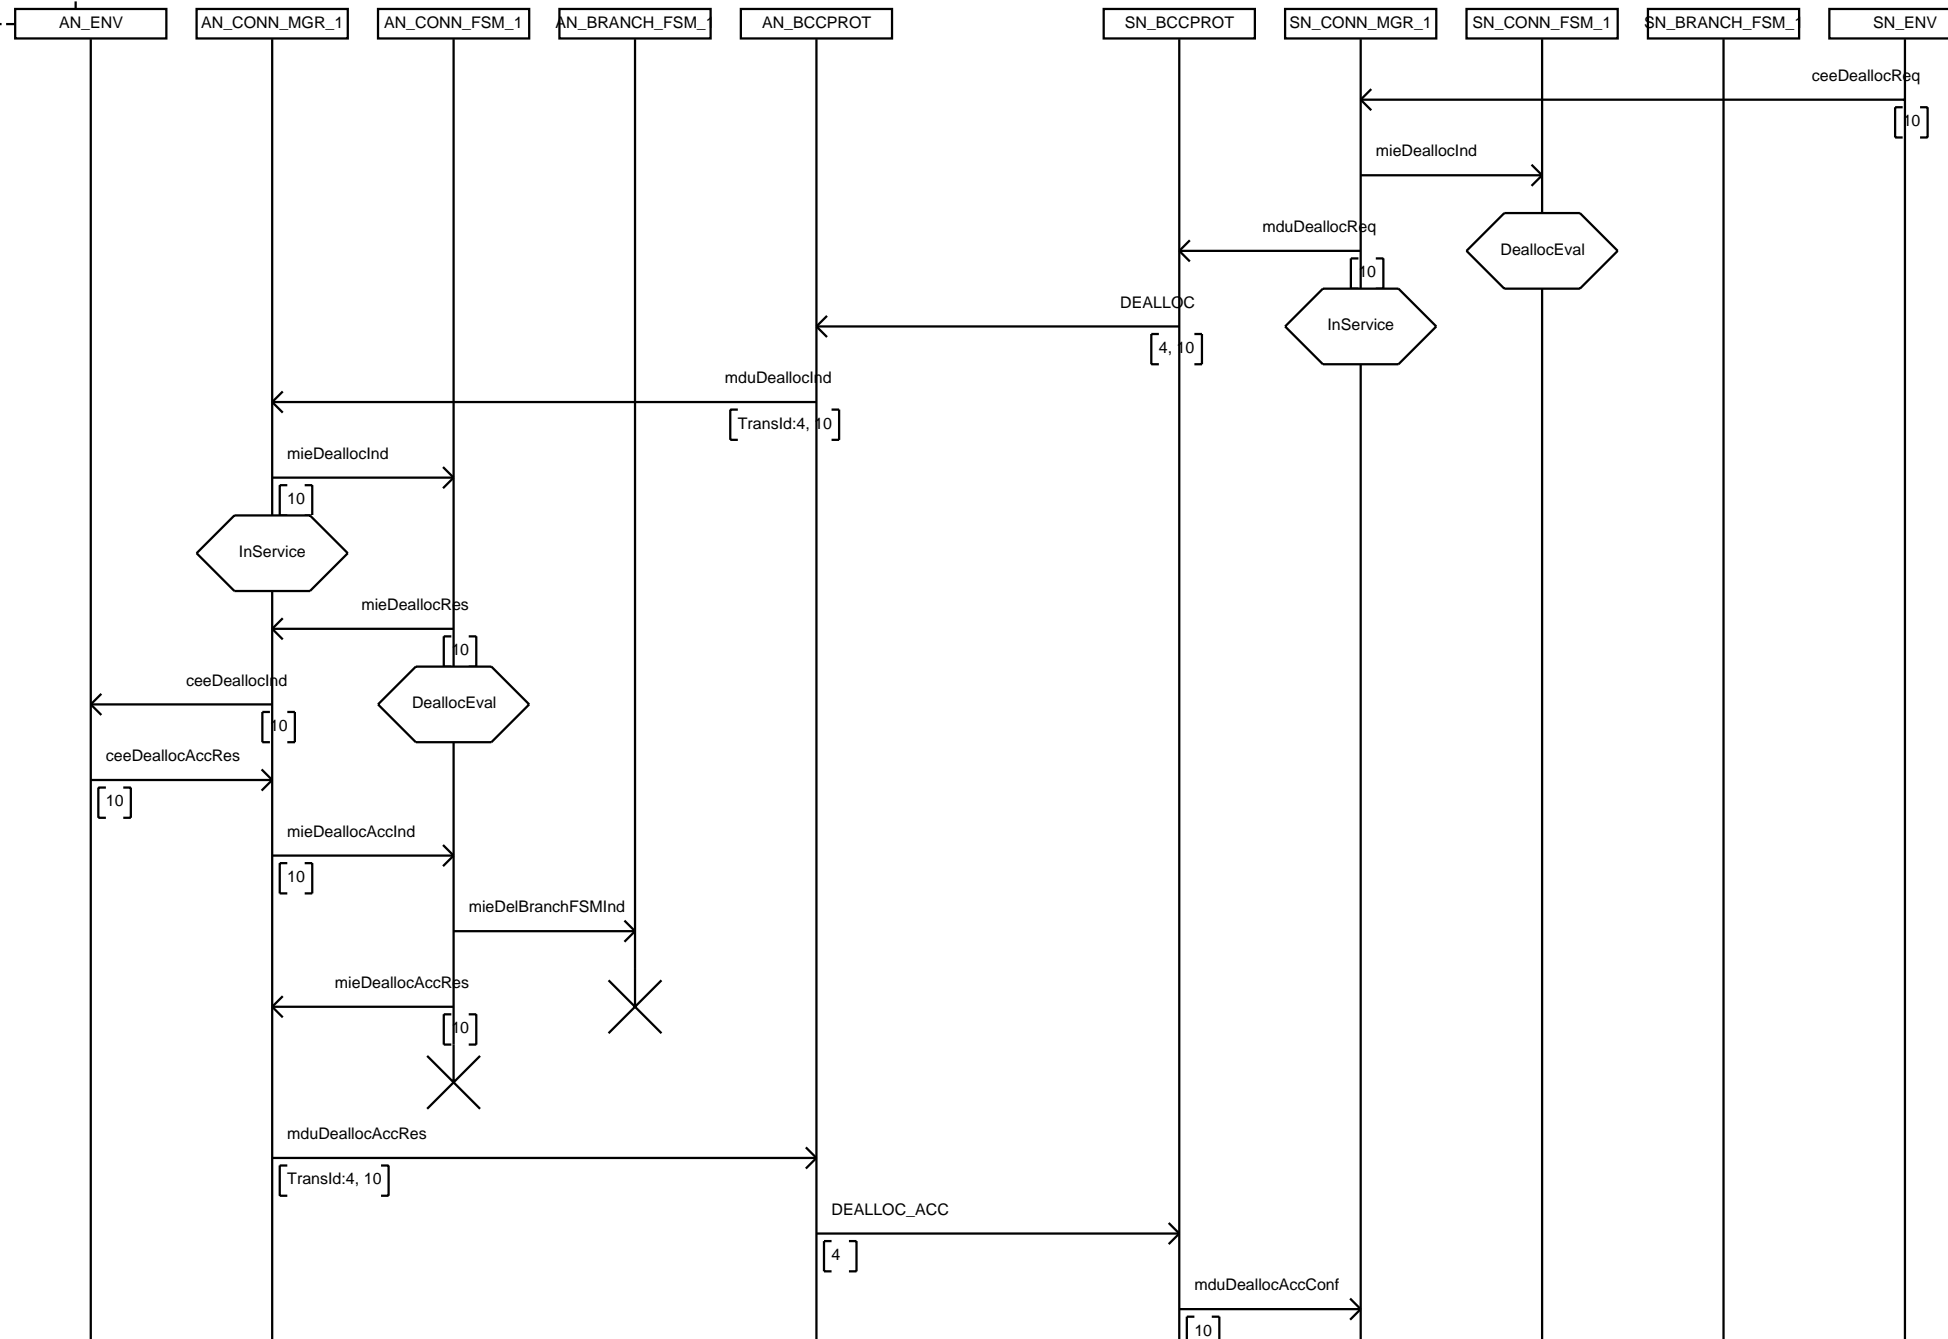 AN_ENV AN_CONN_MGR_1 AN_CONN_FSM_1 AN_BRANCH_FSM_1 AN_BCCPROT SN_BCCPROT SN_CONN_MGR_1 SN_CONN_FSM_1 SN_BRANCH_FSM_1 SN_ENV
ceeDeallocReq
10
mieDeallocInd
mduDeallocReq
DeallocEval
10
DEALLOC
InService
4, 10
mduDeallocInd
TransId:4, 10
mieDeallocInd
10
InService
mieDeallocRes
10
ceeDeallocInd
DeallocEval
10
ceeDeallocAccRes
10
mieDeallocAccInd
10
mieDelBranchFSMInd
mieDeallocAccRes
10
mduDeallocAccRes
TransId:4, 10
DEALLOC_ACC
4
mduDeallocAccConf
10